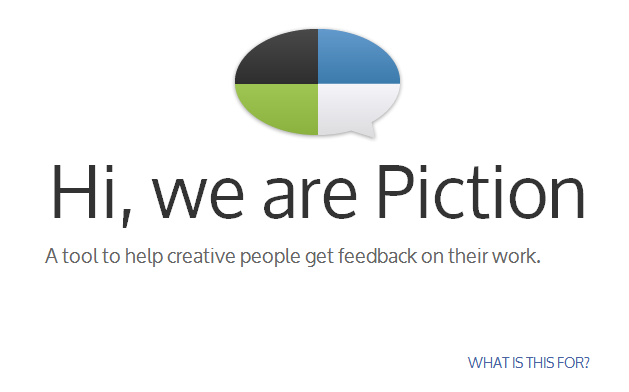 Hi, we are Piction
A tool to help creative people get feedback on their work.
WHAT IS THIS FOR?